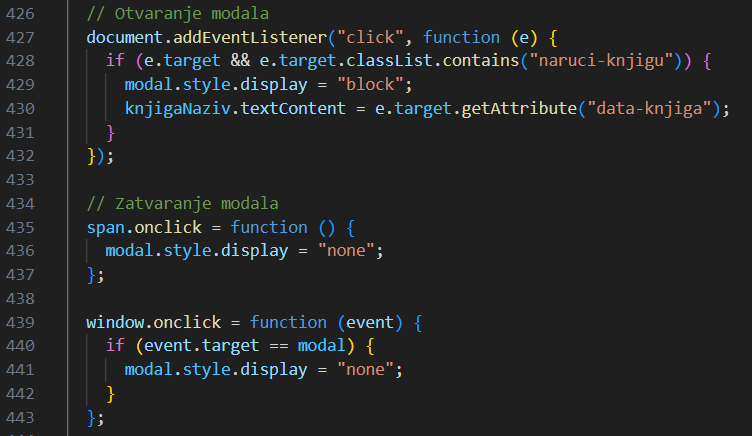 426 // Otvaranje modala
427 document.addEventListener("click", function (e) {
428 if (e.target && e.target.classList.contains("naruci-knjigu")) {
429 modal.style.display = "block";
430 knjigaNaziv.textContent = e.target.getAttribute("data-knjiga");
431 }
432 });
433
434 // Zatvaranje modala
435 span.onclick = function () {
436 modal.style.display = "none";
437 };
438
439 window.onclick = function (event) {
440 if (event.target == modal) {
441 modal.style.display = "none";
442 }
443 };